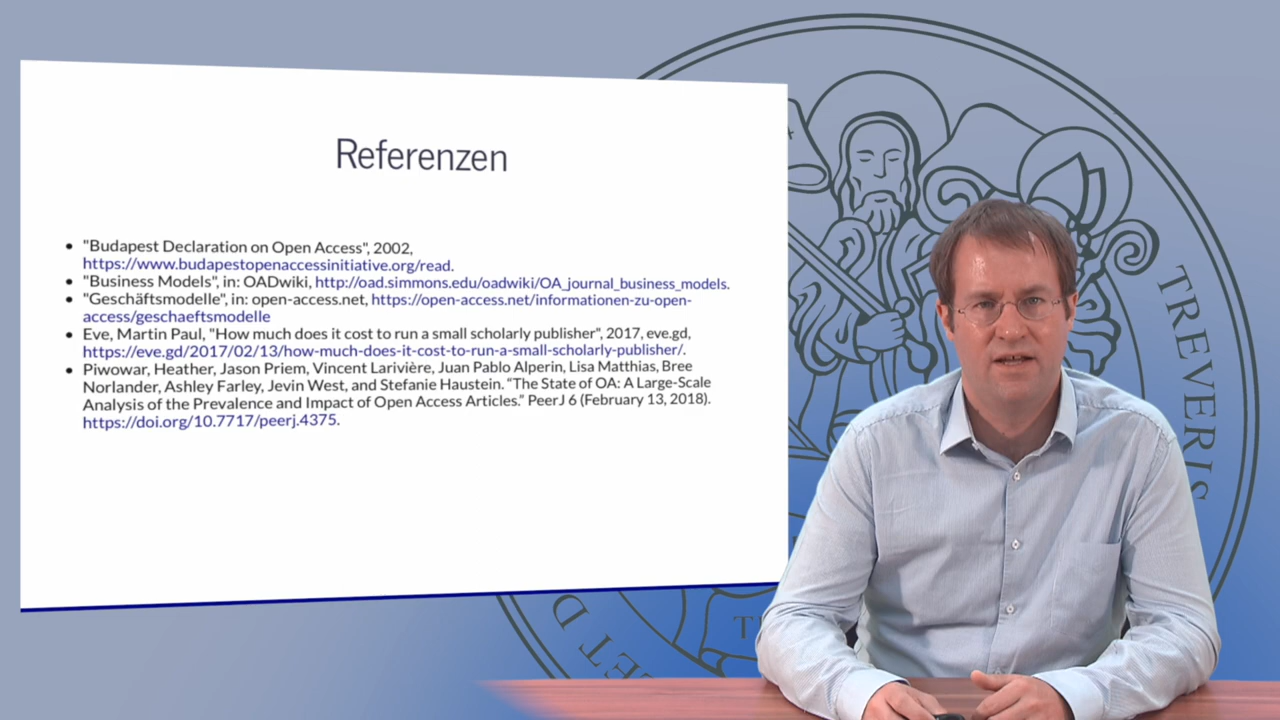 Referenzen
• "Budapest Declaration on Open Access", 2002,
https://www.budapestopenaccessinitiative.org/read.
• "Business Models", in: OADwiki, http://oad.simmons.edu/oadwiki/OA_journal_business_models.
• "Geschäftsmodelle", in: open-access.net, https://open-access.net/informationen-zu-open-
access/geschaeftsmodelle
• Eve, Martin Paul, "How much does it cost to run a small scholarly publisher", 2017, eve.gd,
https://eve.gd/2017/02/13/how-much-does-it-cost-to-run-a-small-scholarly-publisher/.
• Piwowar, Heather, Jason Priem, Vincent Larivière, Juan Pablo Alperin, Lisa Matthias, Bree
Norlander, Ashley Farley, Jevin West, and Stefanie Haustein. “The State of OA: A Large-Scale
Analysis of the Prevalence and Impact of Open Access Articles.” PeerJ 6 (February 13, 2018).
https://doi.org/10.7717/peerj.4375.
TREVERIS
ET D